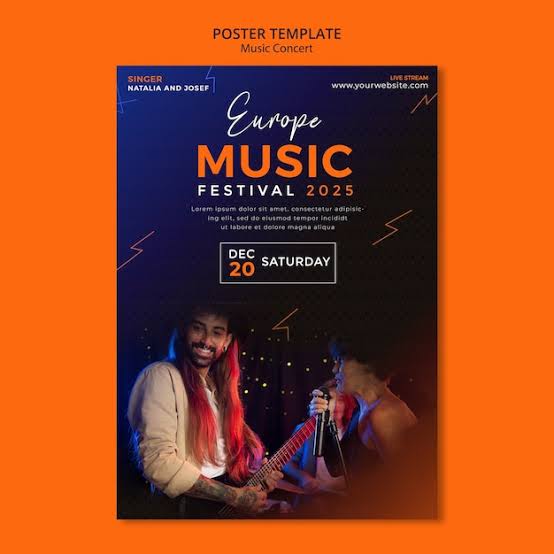 POSTER TEMPLATE
Music Concert
SINGER
NATALIA AND JOSEF
LIVE STREAM
www.yourwebsite.com
Europe
MUSIC
FESTIVAL 2025
Lorem ipsum dolor sit amet, consectetur adipisic-
ing elit, sed do eiusmod tempor incididt
ut labore et dolore magna aliqua
DEC
20
SATURDAY